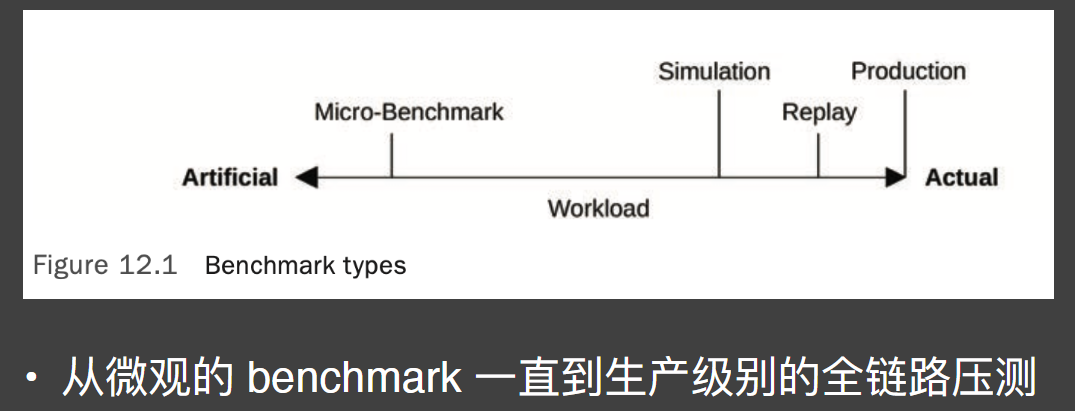 Simulation
Production
Micro-Benchmark
Replay
Artificial
Actual
Workload
Figure 12.1 Benchmark types
• 从微观的 benchmark 一直到生产级别的全链路压测